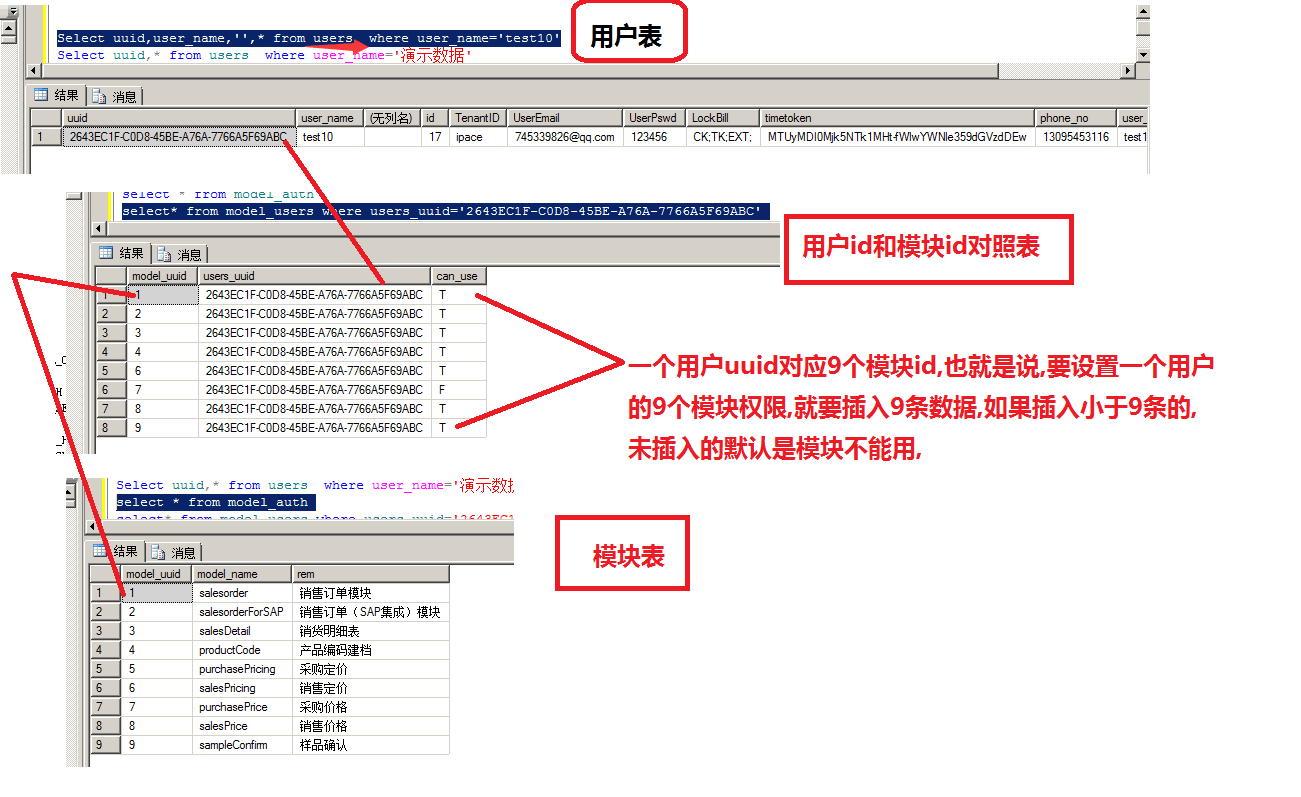 Select uuid,user_name,'',* from users  where user_name='test10'
用户表
Select uuid,* from users  where user_name='演示数据'
结果 消息
uuid user_name (无列名) id TenantID UserEmail UserPswd LockBill timetoken phone_no user_
1 2643EC1F-C0D8-45BE-A76A-7766A5F69ABC test10 17 ipace 745339826@qq.com 123456 CK;TK;EXT; MTUyMDI0Mjk5NTk1MHtfWlwYWNle359dGVzdDEw 13095453116 test1
select * from model_auth
select* from model_users where users_uuid='2643EC1F-C0D8-45BE-A76A-7766A5F69ABC'
用户id和模块id对照表
结果 消息
model_uuid users_uuid can_use
1 1 2643EC1F-C0D8-45BE-A76A-7766A5F69ABC T
2 2 2643EC1F-C0D8-45BE-A76A-7766A5F69ABC T
3 3 2643EC1F-C0D8-45BE-A76A-7766A5F69ABC T
4 4 2643EC1F-C0D8-45BE-A76A-7766A5F69ABC T
5 6 2643EC1F-C0D8-45BE-A76A-7766A5F69ABC T
6 7 2643EC1F-C0D8-45BE-A76A-7766A5F69ABC F
7 8 2643EC1F-C0D8-45BE-A76A-7766A5F69ABC T
8 9 2643EC1F-C0D8-45BE-A76A-7766A5F69ABC T
一个用户uuid对应9个模块id,也就是说,要设置一个用户
的9个模块权限,就要插入9条数据,如果插入小于9条的,
未插入的默认是模块不能用,
Select uuid,* from users  where user_name='演示数据
select * from model_auth
select* from model_users where users_uuid='2643EC1
模块表
结果 消息
model_uuid model_name rem
1 1 salesorder 销售订单模块
2 2 salesorderForSAP 销售订单（SAP集成）模块
3 3 salesDetail 销货明细表
4 4 productCode 产品编码建档
5 5 purchasePricing 采购定价
6 6 salesPricing 销售定价
7 7 purchasePrice 采购价格
8 8 salesPrice 销售价格
9 9 sampleConfirm 样品确认